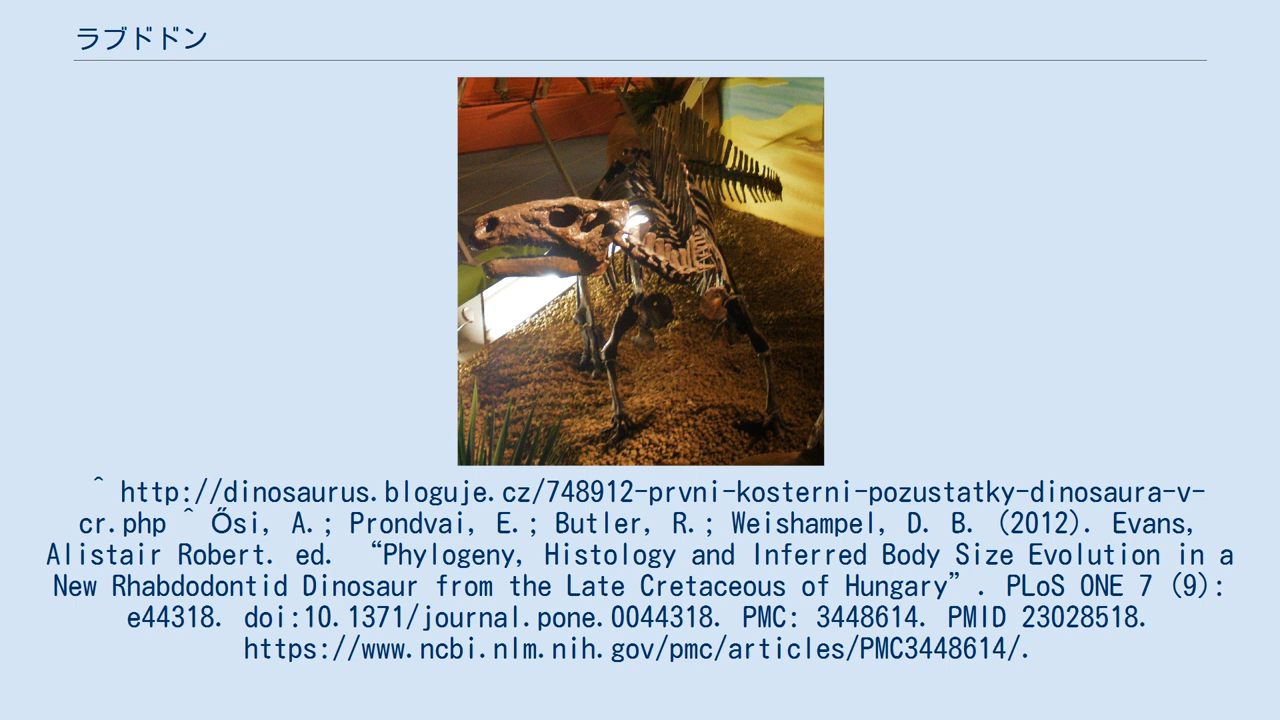 ラブドドン
^ http://dinosaurus.bloguje.cz/748912-prvni-kosterni-pozustatky-dinosaura-v-
cr.php ^ Ősi, A.; Prondvai, E.; Butler, R.; Weishampel, D. B. (2012). Evans,
Alistair Robert. ed. “Phylogeny, Histology and Inferred Body Size Evolution in a
New Rhabdodontid Dinosaur from the Late Cretaceous of Hungary”. PLoS ONE 7 (9):
e44318. doi:10.1371/journal.pone.0044318. PMC: 3448614. PMID 23028518.
https://www.ncbi.nlm.nih.gov/pmc/articles/PMC3448614/.